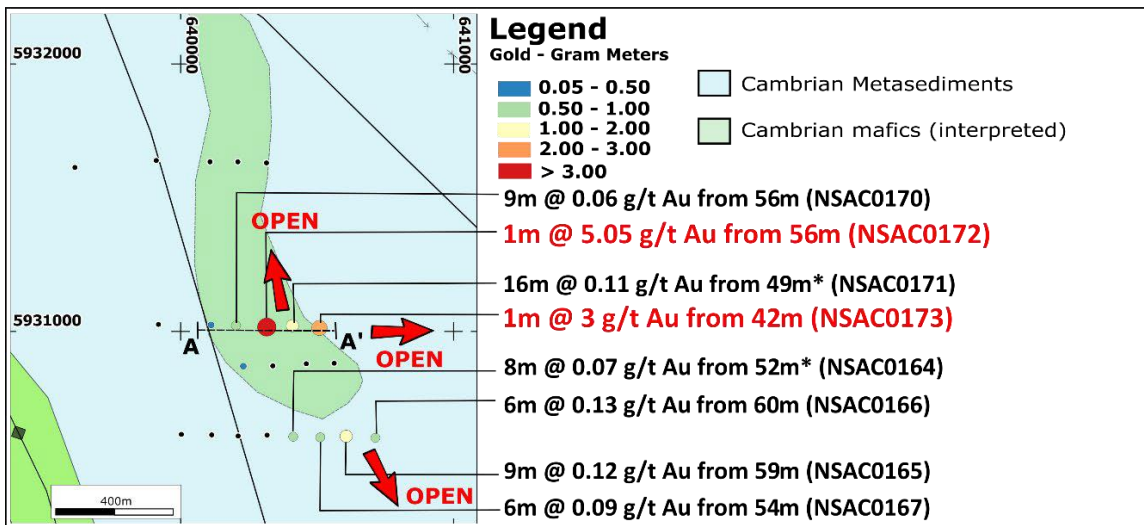 640000
641000
5932000
5931000
Legend
Gold - Gram Meters
0.05 - 0.50
0.50 - 1.00
1.00 - 2.00
2.00 - 3.00
> 3.00
Cambrian Metasediments
Cambrian mafics (interpreted)
9m @ 0.06 g/t Au from 56m (NSAC0170)
OPEN
1m @ 5.05 g/t Au from 56m (NSAC0172)
16m @ 0.11 g/t Au from 49m* (NSAC0171)
1m @ 3 g/t Au from 42m (NSAC0173)
A
A'
OPEN
8m @ 0.07 g/t Au from 52m* (NSAC0164)
6m @ 0.13 g/t Au from 60m (NSAC0166)
9m @ 0.12 g/t Au from 59m (NSAC0165)
OPEN
6m @ 0.09 g/t Au from 54m (NSAC0167)
400m